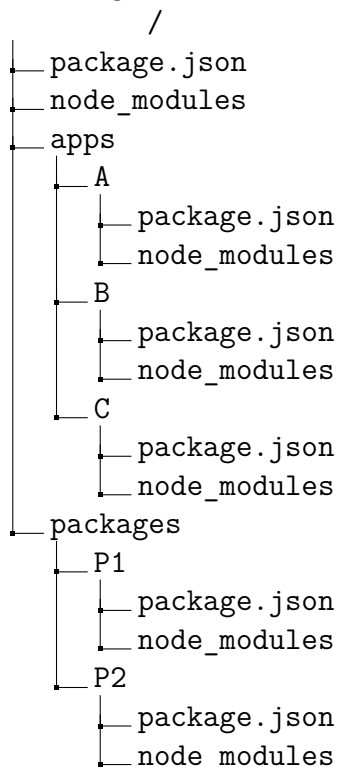 /
package.json
node_modules
apps
A
package.json
node_modules
B
package.json
node_modules
C
package.json
node_modules
packages
P1
package.json
node_modules
P2
package.json
node_modules